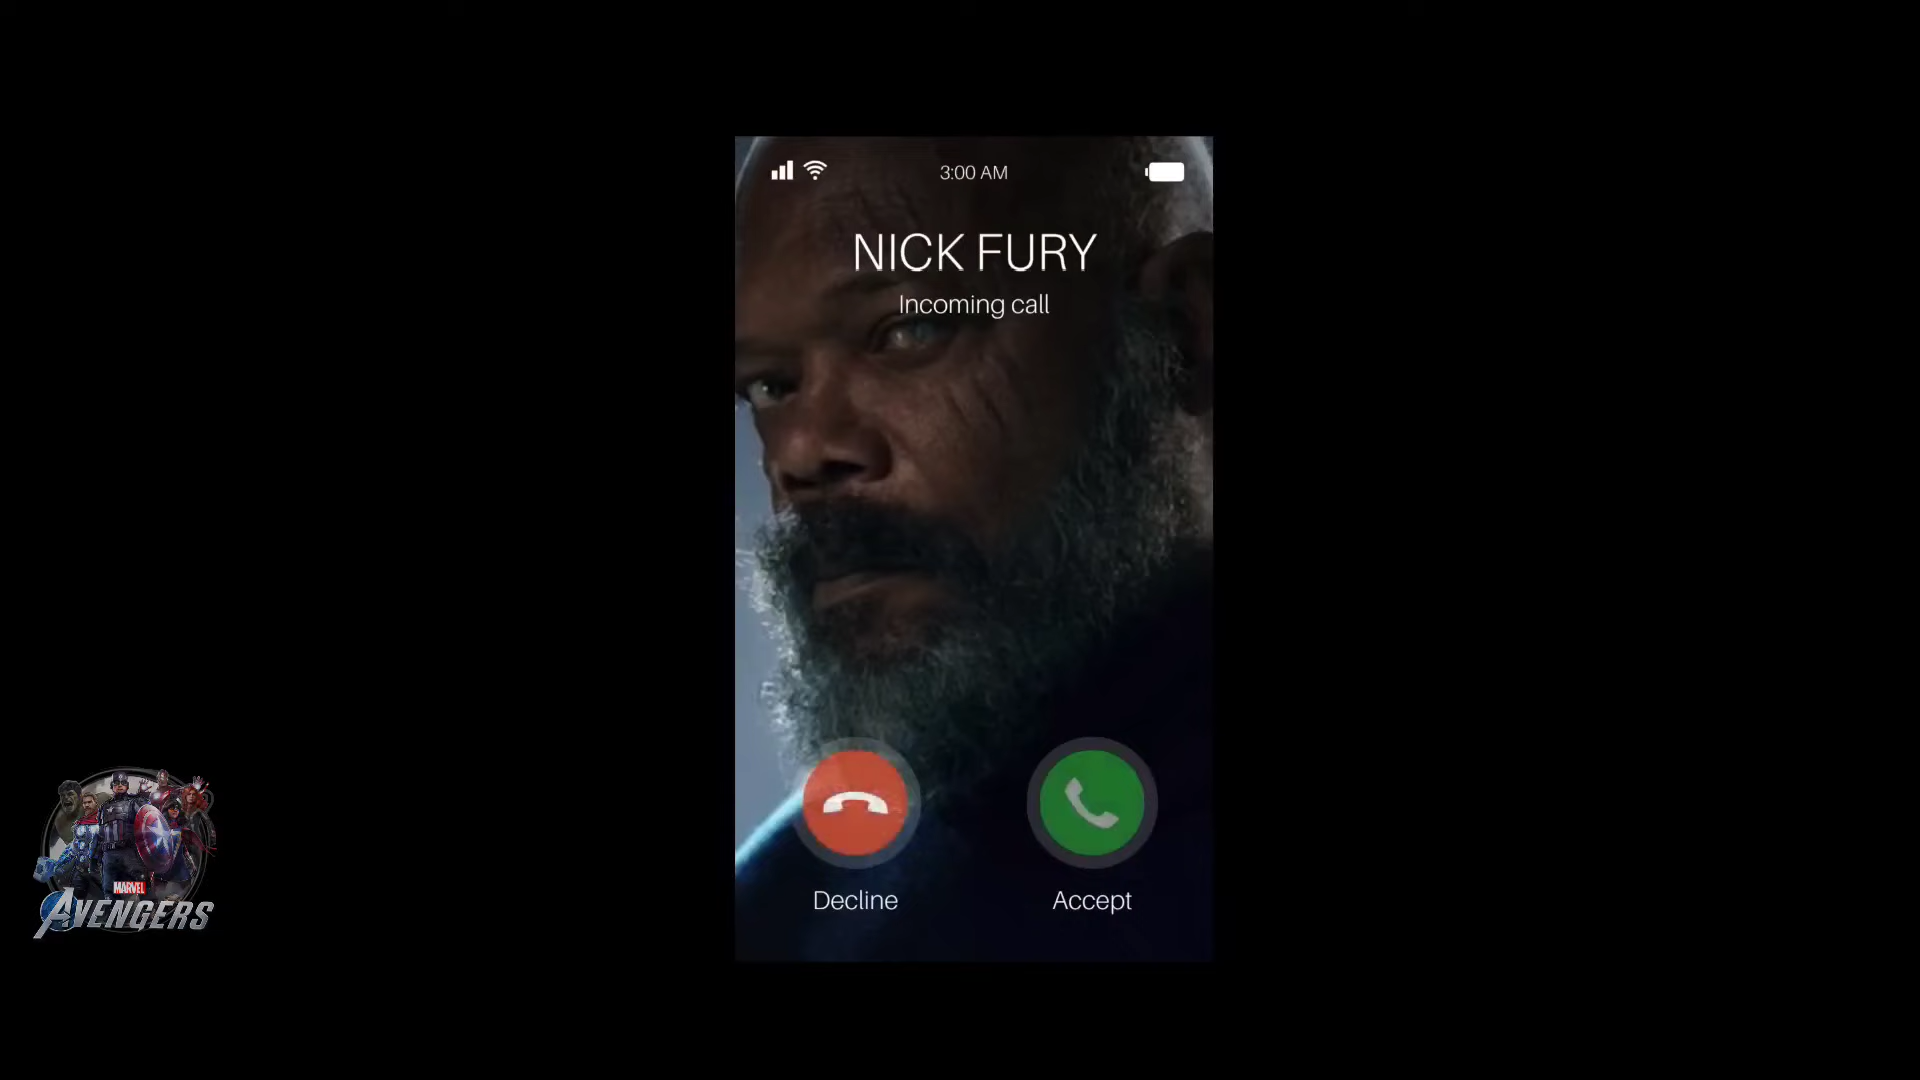 3:00 AM
NICK FURY
Incoming call
Decline
Accept
MARVEL
AVENGERS